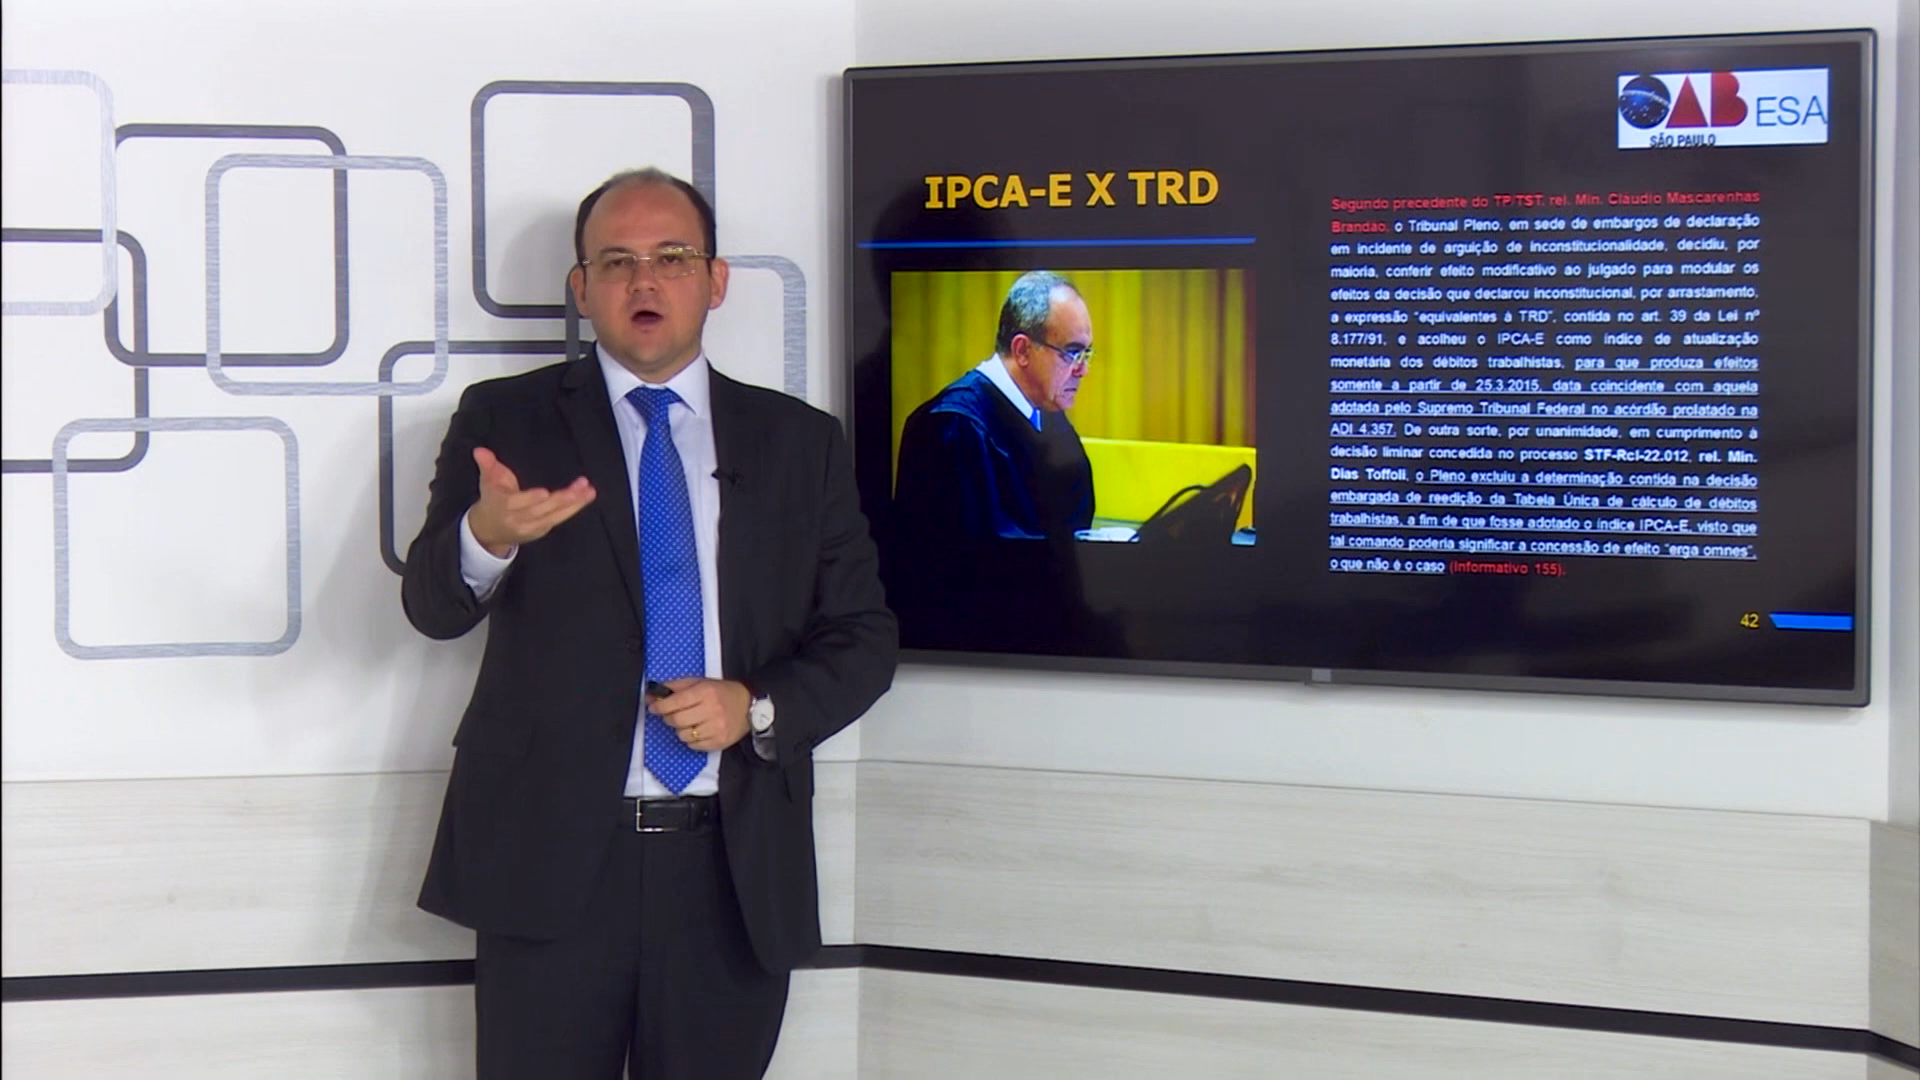 OAB ESA
SÃO PAULO
IPCA-E X TRD
Segundo precedente do TP/TST, rel. Min. Cláudio Mascarenhas
Brandão, o Tribunal Pleno, em sede de embargos de declaração
em incidente de arguição de inconstitucionalidade, decidiu, por
maioria, conferir efeito modificativo ao julgado para modular os
efeitos da decisão que declarou inconstitucional, por arrastamento,
a expressão "equivalentes à TRD", contida no art. 39 da Lei nº
8.177/91, e acolheu o IPCA-E como índice de atualização
monetária dos débitos trabalhistas, para que produza efeitos
somente a partir de 25.3.2015, data coincidente com aquela
adotada pelo Supremo Tribunal Federal no acórdão prolatado na
ADI 4.357. De outra sorte, por unanimidade, em cumprimento à
decisão liminar concedida no processo STF-Rcl-22.012, rel. Min.
Dias Toffoli, o Pleno excluiu a determinação contida na decisão
embargada de reedição da Tabela Única de cálculo de débitos
trabalhistas, a fim de que fosse adotado o índice IPCA-E, visto que
tal comando poderia significar a concessão de efeito "erga omnes",
o que não é o caso (Informativo 155).
42